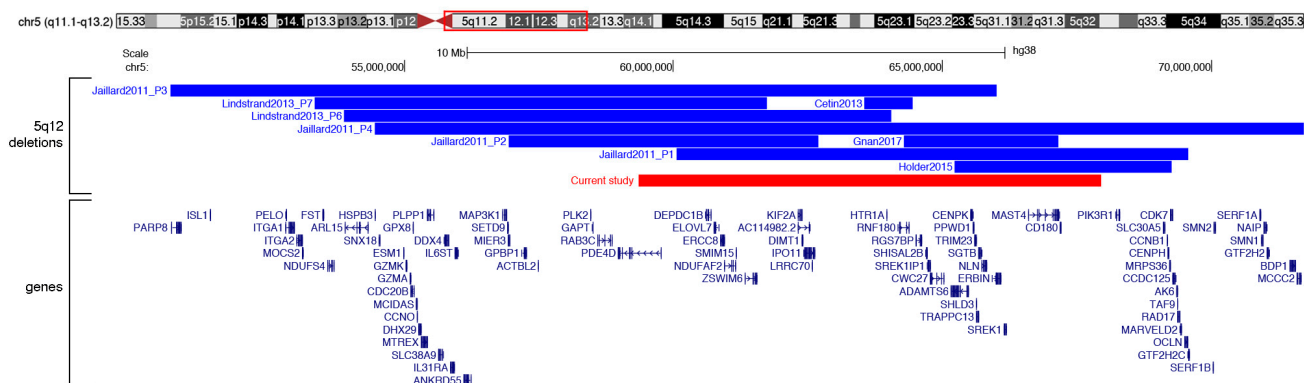 chr5 (q11.1-q13.2) 15.33 5p15.2 15.1 p14.3 p14.1 p13.3 p13.2 p13.1 p12 5q11.2 12.1 12.3 q13.2 13.3 q14.1 5q14.3 5q15 q21.1 5q21.3 5q23.1 5q23.2 23.3 5q31.1 31.2 q31.3 5q32 q33.3 5q34 q35.1 35.2 q35.3
Scale 10 Mb hg38
chr5: 55,000,000 60,000,000 65,000,000 70,000,000
Jaillard2011_P3
Lindstrand2013_P7 Cetin2013
Lindstrand2013_P6
5q12 deletions
Jaillard2011_P4
Jaillard2011_P2 Gnan2017
Jaillard2011_P1
Holder2015
Current study
ISL1 PELO FST HSPB3 PLPP1 MAP3K1 PLK2 DEPDC1B KIF2A HTR1A CENPK MAST4 PIK3R1 CDK7 SERF1A
PARP8 ITGA1 ARL15 GPX8 SETD9 GAPT ELOVL7 AC114982.2 RNF180 PPWD1 CD180 SLC30A5 SMN2 NAIP
ITGA2 SNX18 DDX4 MIER3 RAB3C ERCC8 DIMT1 RGS7BP TRIM23 CCNB1 SMN1
MOCS2 ESM1 IL6ST GPBP1 PDE4D SMIM15 IPO11 SHISAL2B SGTB CENPH GTF2H2
NDUFS4 GZMK ACTBL2 NDUFAF2 LRRC70 SREK1IP1 NLN MRPS36 BDP1
genes
GZMA ZSWIM6 CWC27 ERBIN CCDC125 MCCC2
CDC20B ADAMTS6 AK6
MCIDAS SHLD3 TAF9
CCNO TRAPPC13 RAD17
DHX29 SREK1 MARVELD2
MTREX OCLN
SLC38A9 GTF2H2C
IL31RA SERF1B
ANKRD55